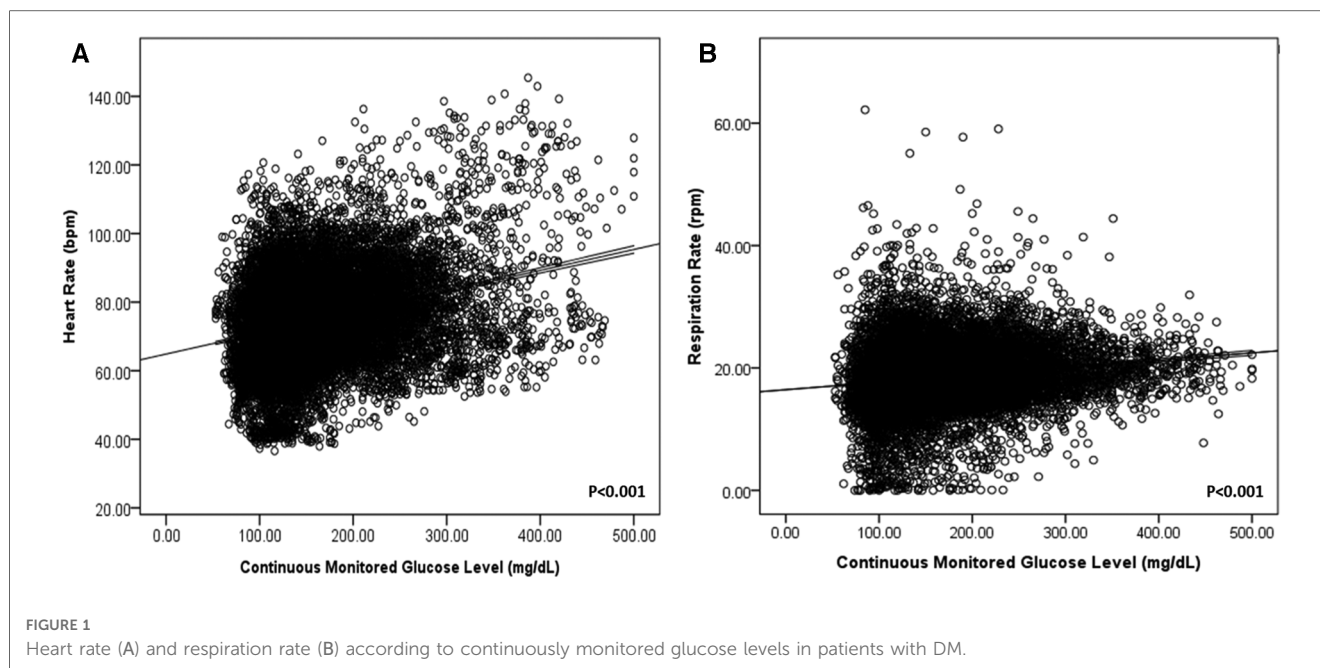 A
140.00
120.00
100.00
80.00
60.00
40.00
20.00
Heart Rate (bpm)
P<0.001
0.00 100.00 200.00 300.00 400.00 500.00
Continuous Monitored Glucose Level (mg/dL)
B
60.00
40.00
20.00
0.00
Respiration Rate (rpm)
P<0.001
0.00 100.00 200.00 300.00 400.00 500.00
Continuous Monitored Glucose Level (mg/dL)
FIGURE 1
Heart rate (A) and respiration rate (B) according to continuously monitored glucose levels in patients with DM.